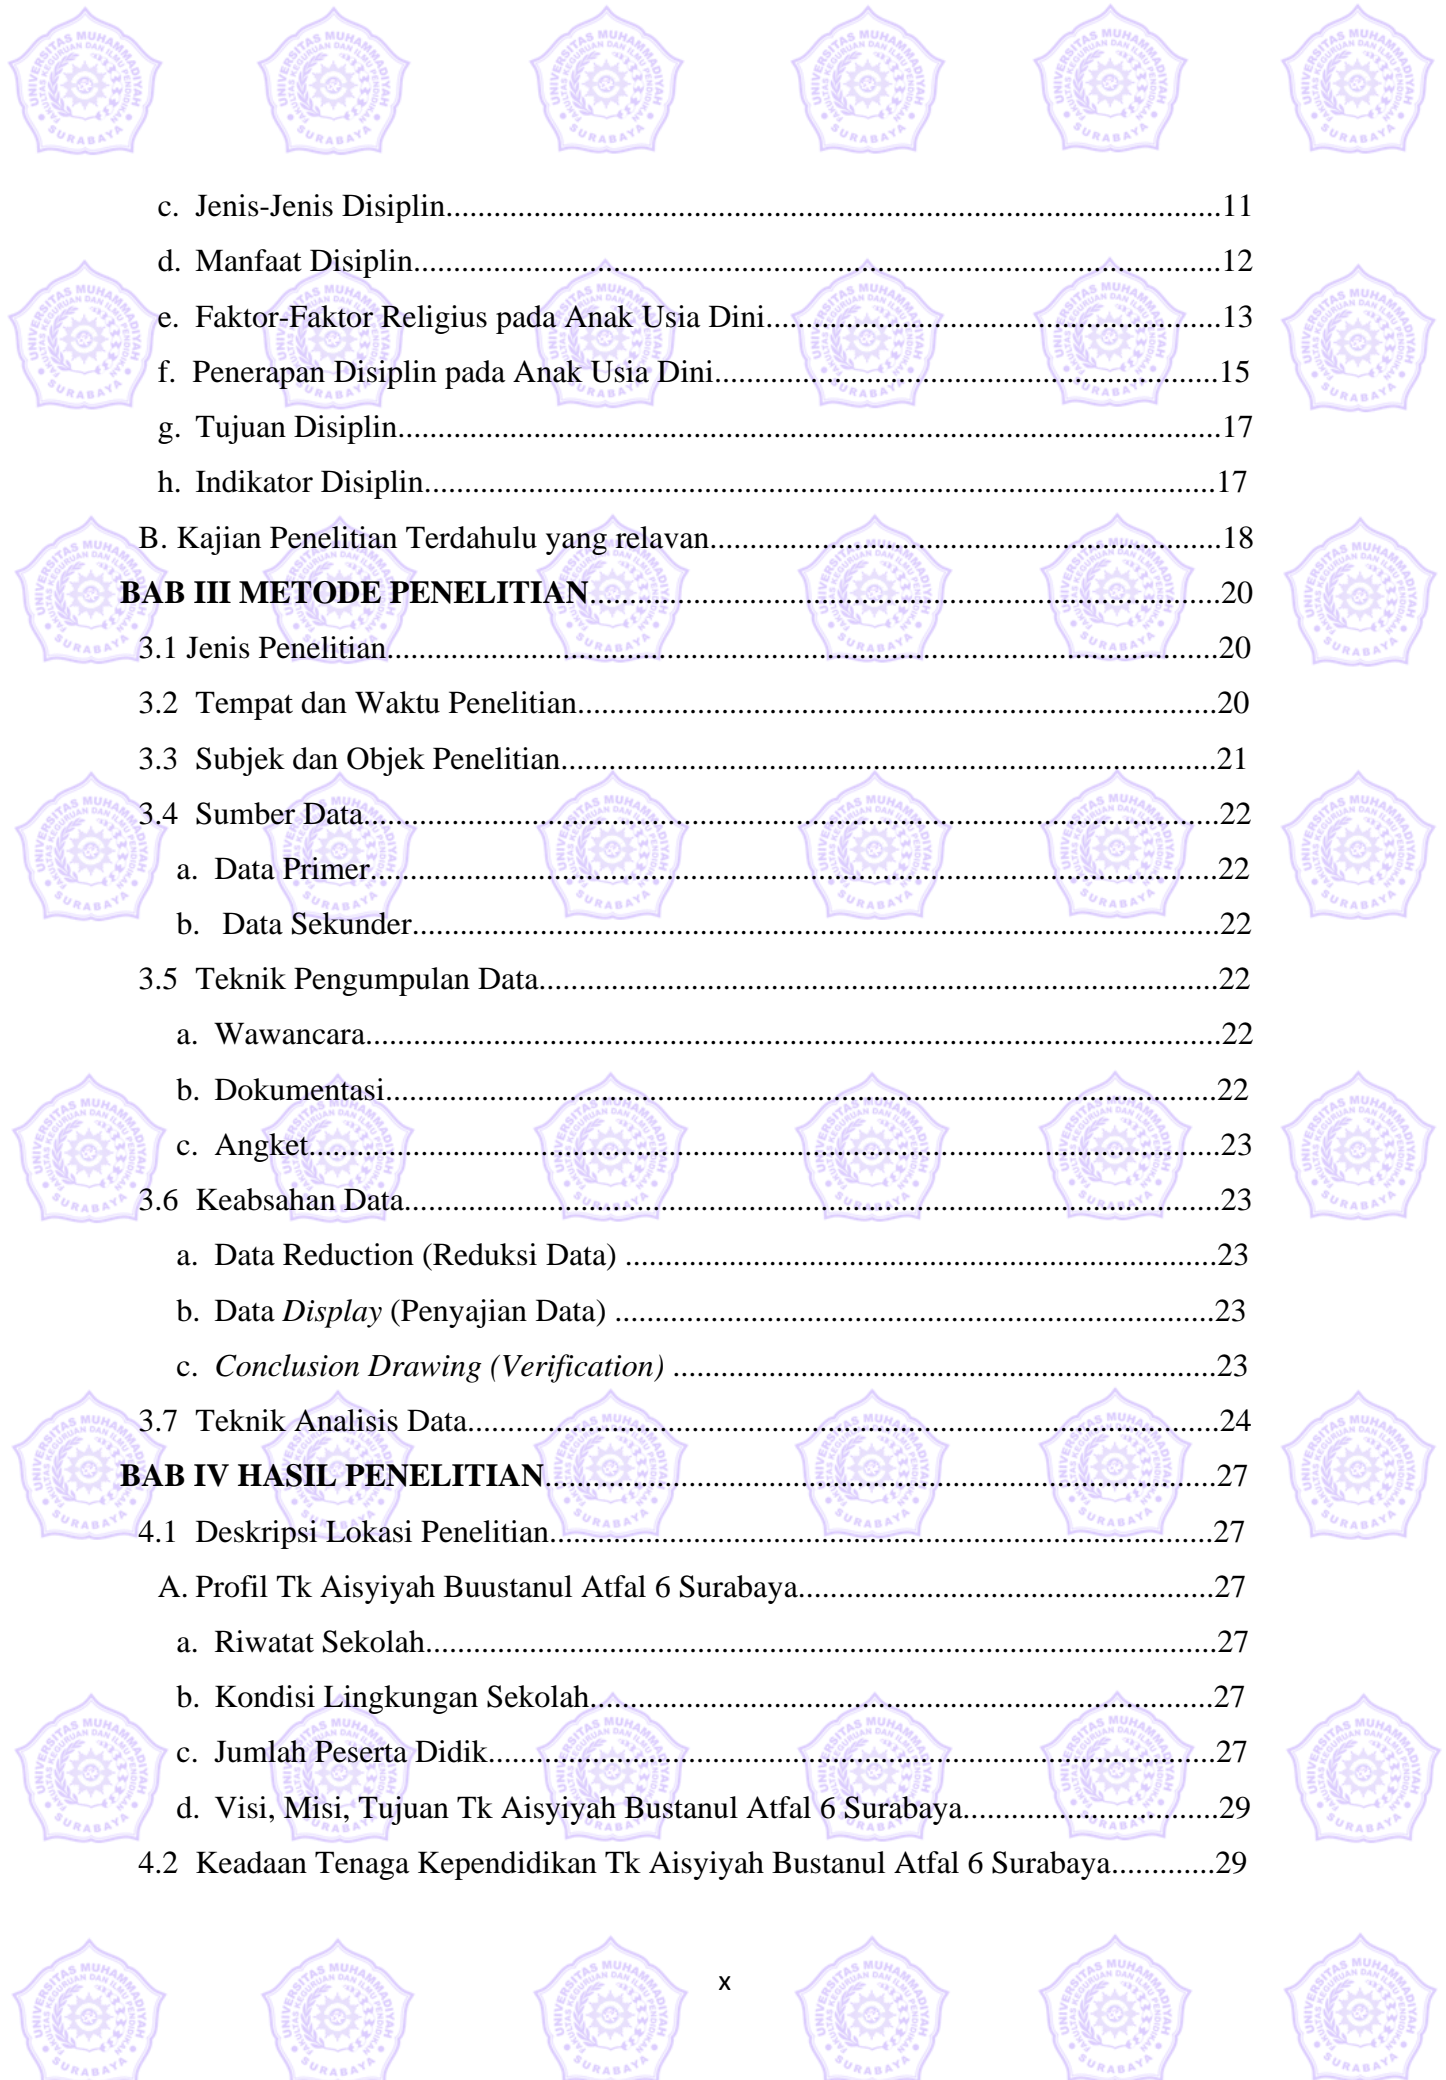 c. Jenis-Jenis Disiplin.................................................................................................11
d. Manfaat Disiplin.....................................................................................................12
e. Faktor-Faktor Religius pada Anak Usia Dini.........................................................13
f. Penerapan Disiplin pada Anak Usia Dini...............................................................15
g. Tujuan Disiplin.......................................................................................................17
h. Indikator Disiplin...................................................................................................17
B. Kajian Penelitian Terdahulu yang relavan................................................................18
BAB III METODE PENELITIAN...............................................................................20
3.1 Jenis Penelitian........................................................................................................20
3.2 Tempat dan Waktu Penelitian................................................................................20
3.3 Subjek dan Objek Penelitian..................................................................................21
3.4 Sumber Data...........................................................................................................22
a. Data Primer..........................................................................................................22
b. Data Sekunder.....................................................................................................22
3.5 Teknik Pengumpulan Data.....................................................................................22
a. Wawancara...........................................................................................................22
b. Dokumentasi........................................................................................................22
c. Angket..................................................................................................................23
3.6 Keabsahan Data......................................................................................................23
a. Data Reduction (Reduksi Data) ..........................................................................23
b. Data Display (Penyajian Data) ...........................................................................23
c. Conclusion Drawing (Verification) ....................................................................23
3.7 Teknik Analisis Data..............................................................................................24
BAB IV HASIL PENELITIAN....................................................................................27
4.1 Deskripsi Lokasi Penelitian...................................................................................27
A. Profil Tk Aisyiyah Buustanul Atfal 6 Surabaya....................................................27
a. Riwatat Sekolah...................................................................................................27
b. Kondisi Lingkungan Sekolah..............................................................................27
c. Jumlah Peserta Didik...........................................................................................27
d. Visi, Misi, Tujuan Tk Aisyiyah Bustanul Atfal 6 Surabaya................................29
4.2 Keadaan Tenaga Kependidikan Tk Aisyiyah Bustanul Atfal 6 Surabaya.............29
x